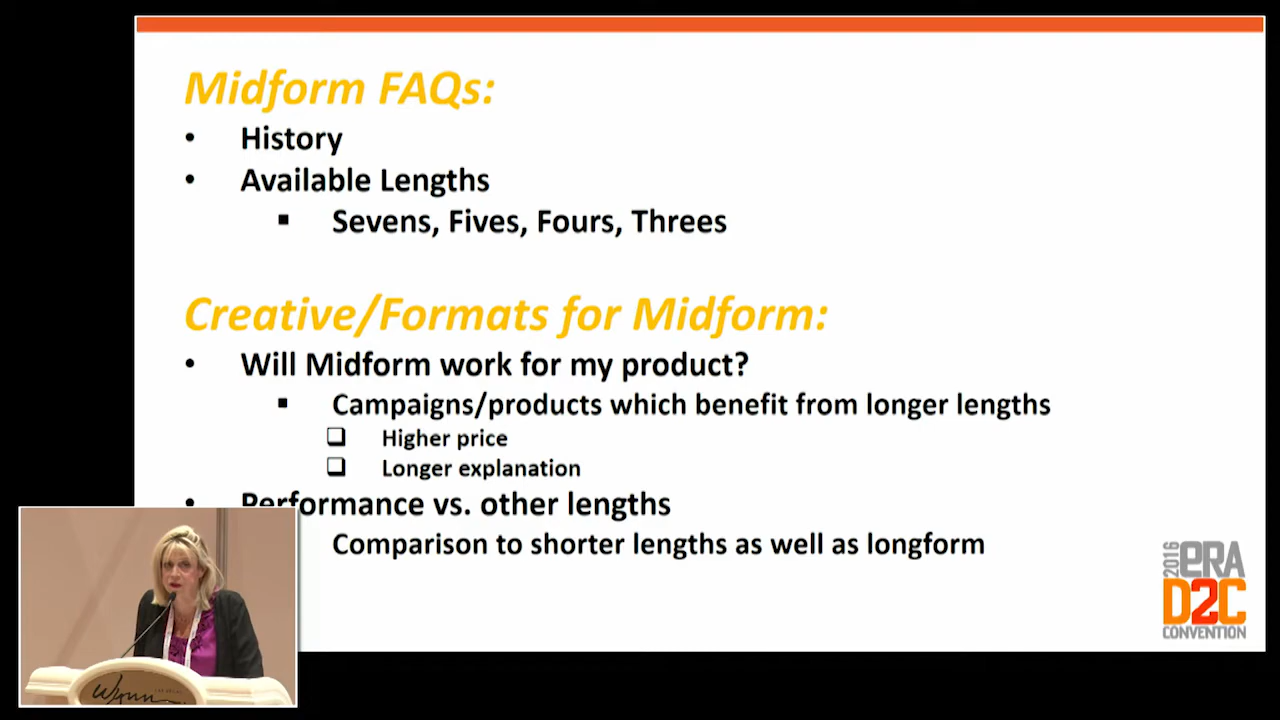 Midform FAQs:
• History
• Available Lengths
▪ Sevens, Fives, Fours, Threes
Creative/Formats for Midform:
• Will Midform work for my product?
▪ Campaigns/products which benefit from longer lengths
❑ Higher price
❑ Longer explanation
• Performance vs. other lengths
Comparison to shorter lengths as well as longform
2016 ERA
D2C
CONVENTION
Wynn